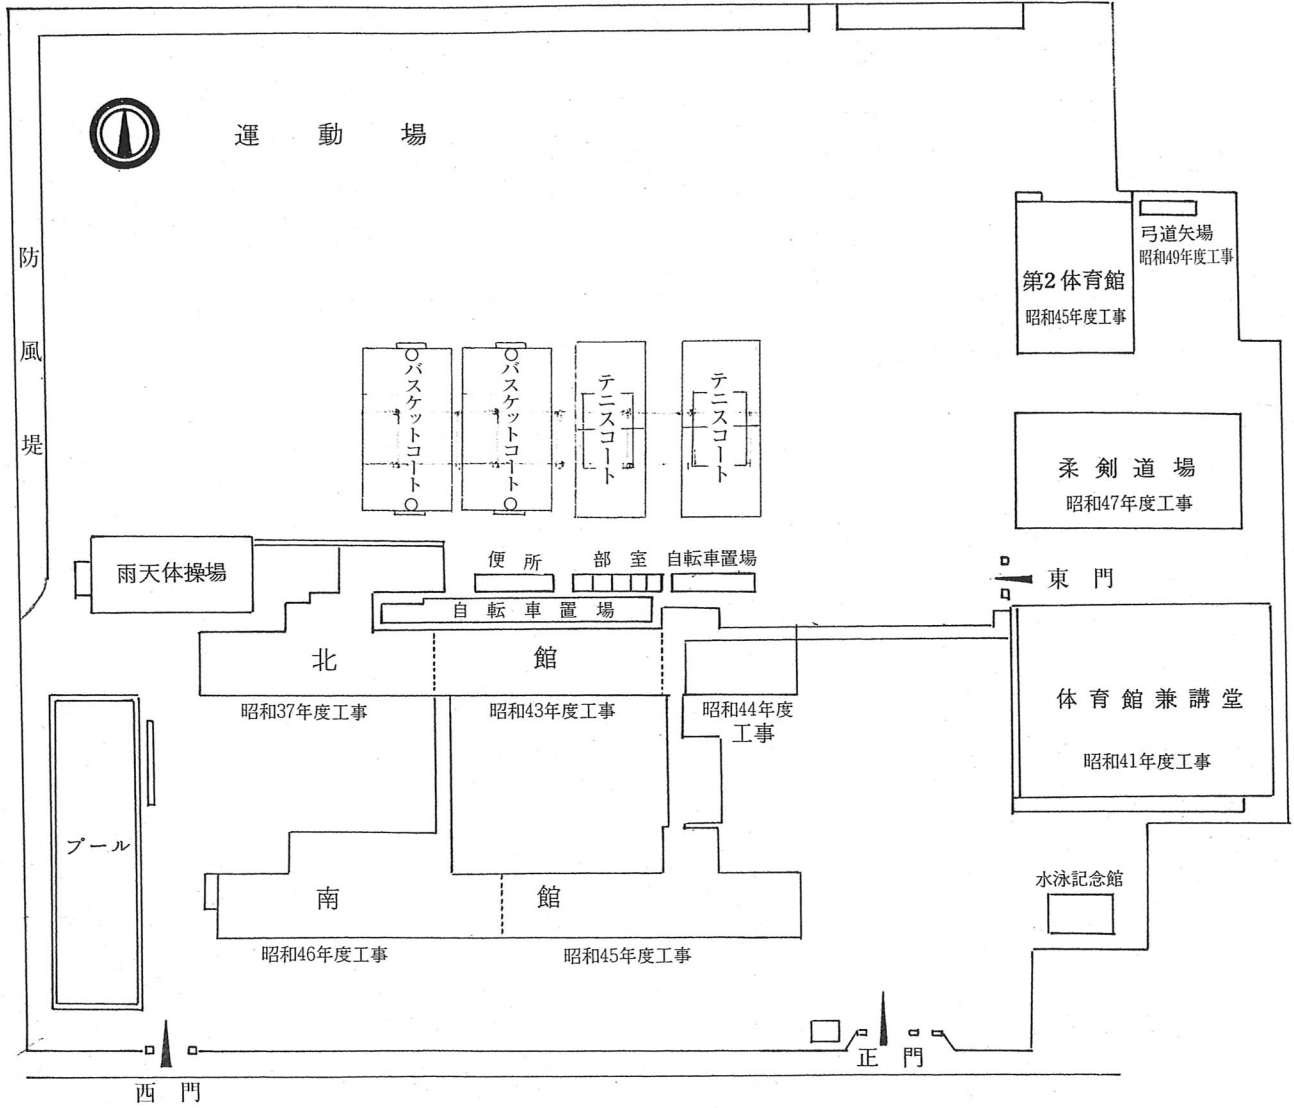 運動場
防風堤
弓道矢場
昭和49年度工事
第2体育館
昭和45年度工事
バスケットコート
バスケットコート
テニスコート
テニスコート
柔剣道場
昭和47年度工事
雨天体操場
便所
部室
自転車置場
東門
自転車置場
北館
昭和37年度工事
昭和43年度工事
昭和44年度
工事
体育館兼講堂
昭和41年度工事
プール
水泳記念館
南館
昭和46年度工事
昭和45年度工事
正門
西門